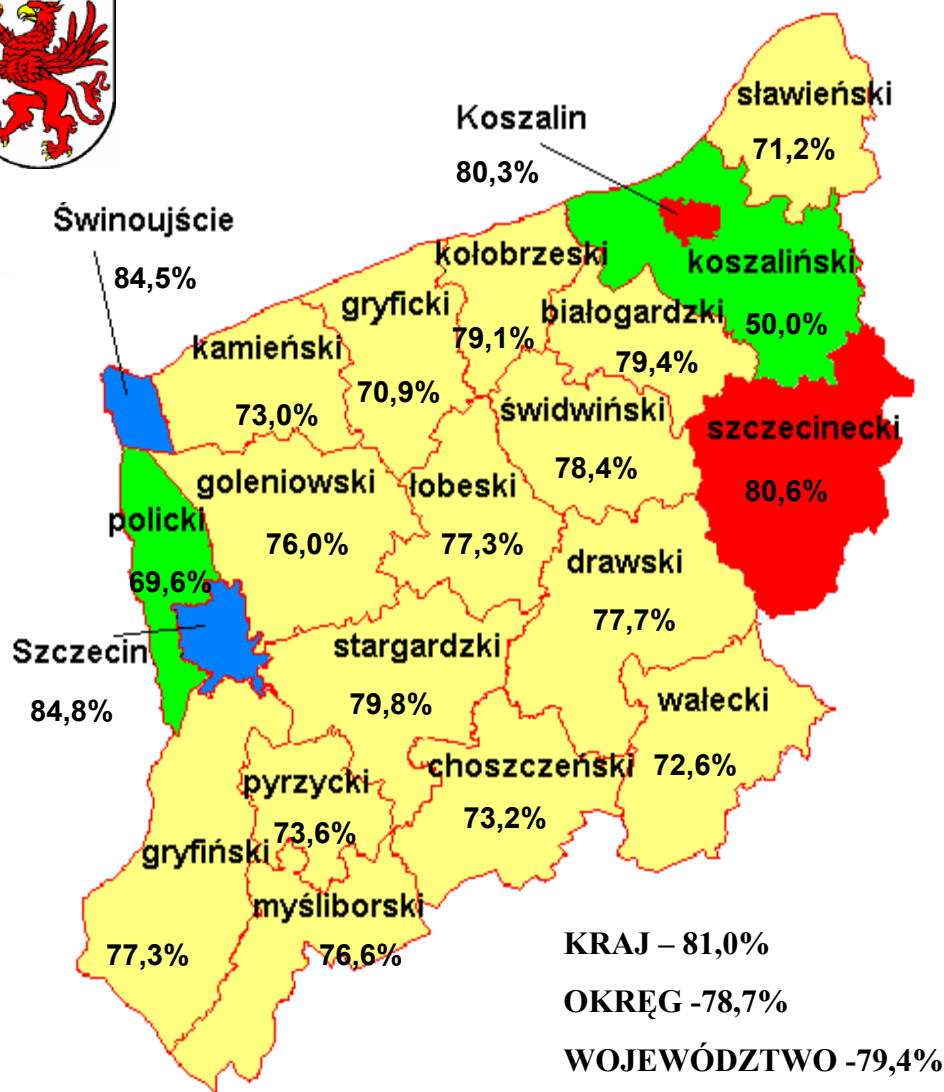 sławieński
71,2%
Koszalin
80,3%
Świnoujście
84,5%
kołobrzeski
79,1%
koszaliński
50,0%
gryficki
70,9%
białogardzki
79,4%
kamieński
73,0%
świdwiński
78,4%
szczecinecki
80,6%
goleniowski
76,0%
łobeski
77,3%
policki
69,6%
drawski
77,7%
Szczecin
84,8%
stargardzki
79,8%
wałecki
72,6%
pyrzycki
73,6%
choszczeński
73,2%
gryfiński
77,3%
myśliborski
76,6%
KRAJ – 81,0%
OKRĘG -78,7%
WOJEWÓDZTWO -79,4%